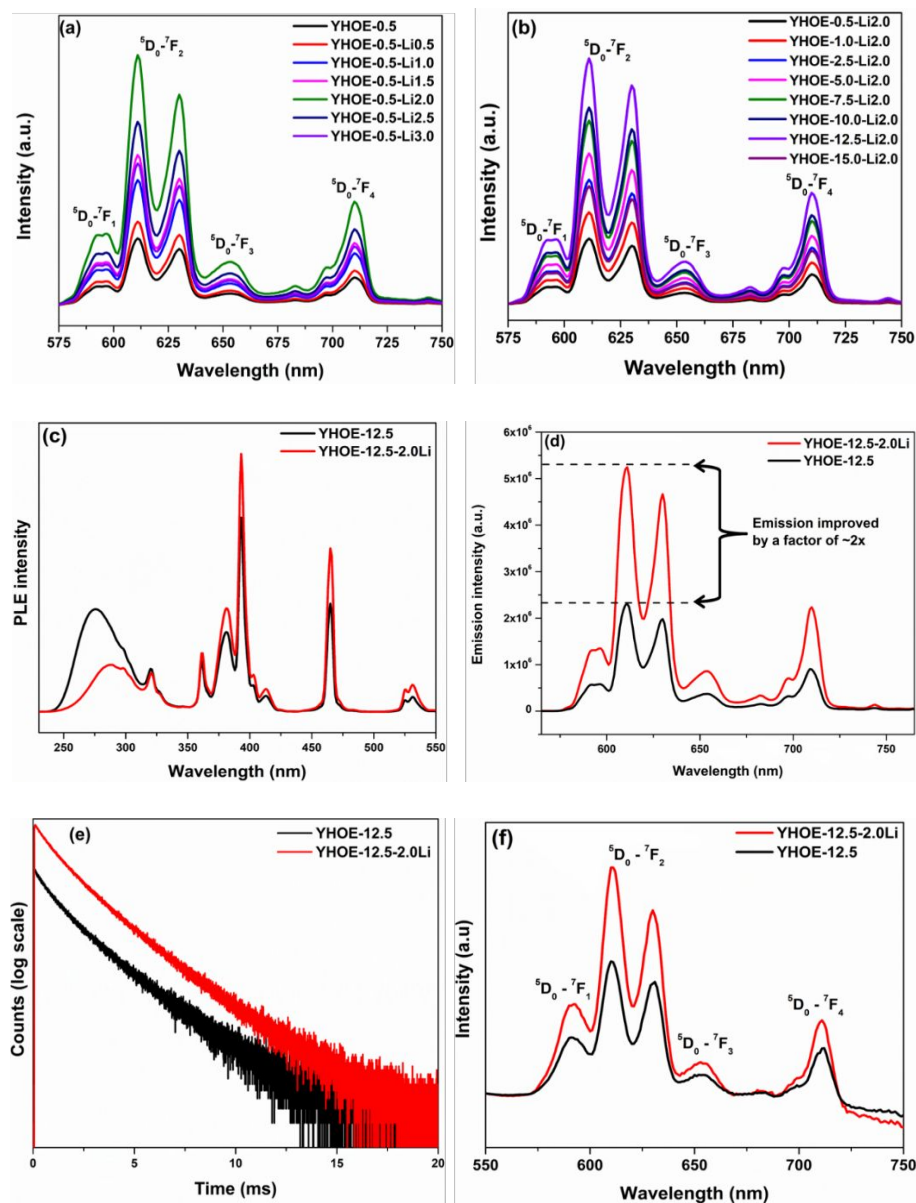 (a)
⁵D₀-⁷F₂
YHOE-0.5
YHOE-0.5-Li0.5
YHOE-0.5-Li1.0
YHOE-0.5-Li1.5
YHOE-0.5-Li2.0
YHOE-0.5-Li2.5
YHOE-0.5-Li3.0
⁵D₀-⁷F₁
⁵D₀-⁷F₃
⁵D₀-⁷F₄
Intensity (a.u.)
575 600 625 650 675 700 725 750
Wavelength (nm)
(b)
⁵D₀-⁷F₂
YHOE-0.5-Li2.0
YHOE-1.0-Li2.0
YHOE-2.5-Li2.0
YHOE-5.0-Li2.0
YHOE-7.5-Li2.0
YHOE-10.0-Li2.0
YHOE-12.5-Li2.0
YHOE-15.0-Li2.0
⁵D₀-⁷F₁
⁵D₀-⁷F₃
⁵D₀-⁷F₄
Intensity (a.u.)
575 600 625 650 675 700 725 750
Wavelength (nm)
(c)
YHOE-12.5
YHOE-12.5-2.0Li
PLE intensity
250 300 350 400 450 500 550
Wavelength (nm)
(d)
YHOE-12.5-2.0Li
YHOE-12.5
Emission improved
by a factor of ~2x
Emission intensity (a.u.)
6x10⁶
5x10⁶
4x10⁶
3x10⁶
2x10⁶
1x10⁶
0
600 650 700 750
Wavelength (nm)
(e)
YHOE-12.5
YHOE-12.5-2.0Li
Counts (log scale)
0 5 10 15 20
Time (ms)
(f)
YHOE-12.5-2.0Li
YHOE-12.5
⁵D₀ - ⁷F₂
⁵D₀ - ⁷F₁
⁵D₀ - ⁷F₃
⁵D₀ - ⁷F₄
Intensity (a.u)
550 600 650 700 750
Wavelength (nm)